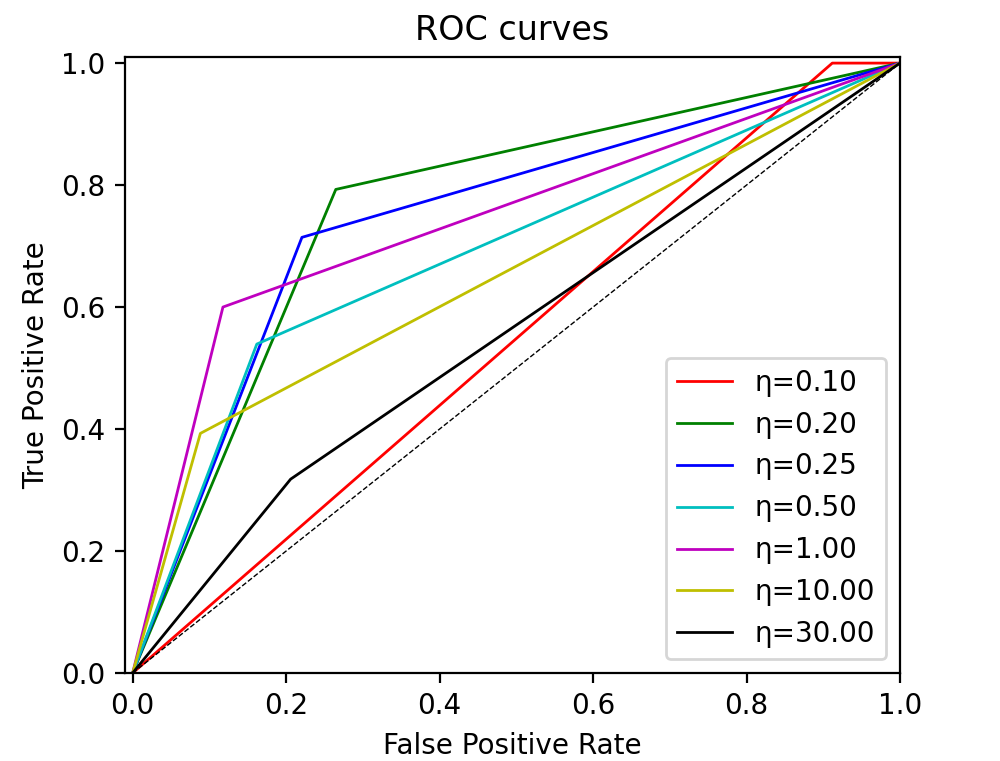 ROC curves
True Positive Rate
1.0
0.8
0.6
0.4
0.2
0.0
0.0 0.2 0.4 0.6 0.8 1.0
False Positive Rate
η=0.10
η=0.20
η=0.25
η=0.50
η=1.00
η=10.00
η=30.00